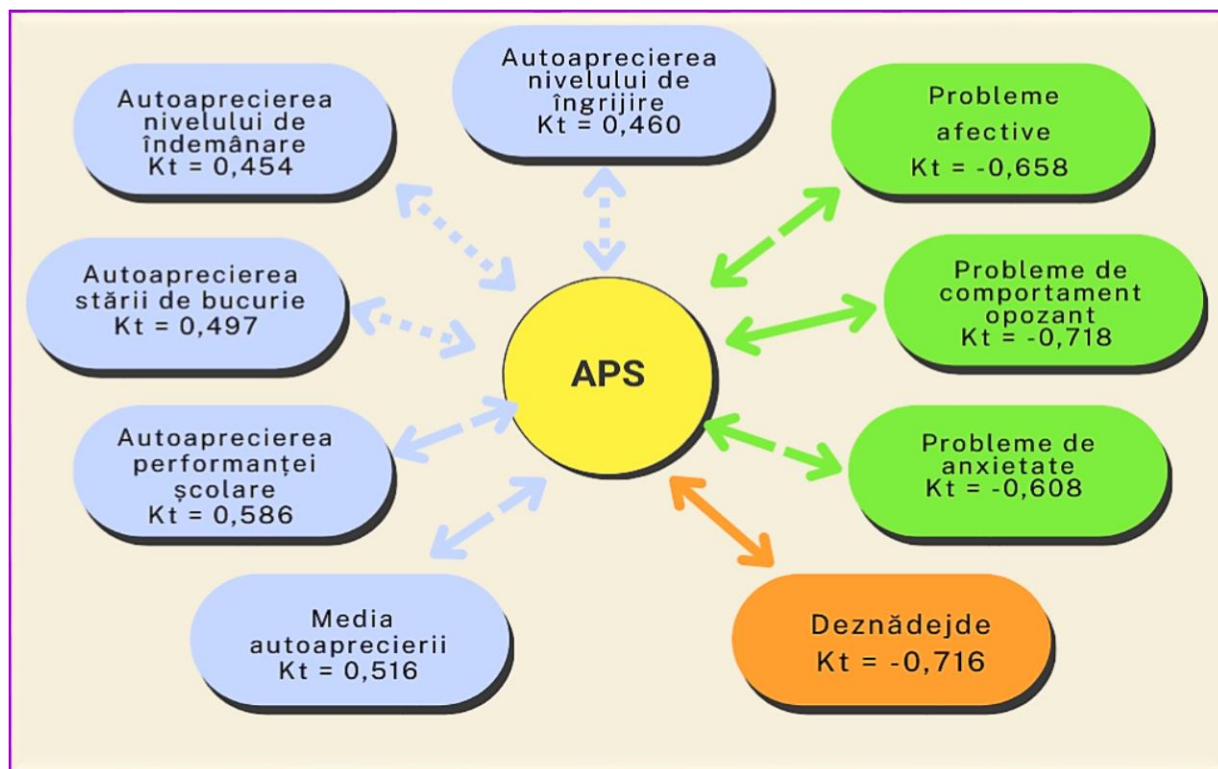 Autoaprecierea
nivelului de
îndemânare
Kt = 0,454
Autoaprecierea
nivelului de
îngrijire
Kt = 0,460
Probleme
afective
Kt = -0,658
Autoaprecierea
stării de bucurie
Kt = 0,497
Probleme de
comportament
opozant
Kt = -0,718
APS
Autoaprecierea
performanței
școlare
Kt = 0,586
Probleme de
anxietate
Kt = -0,608
Media
autoaprecierii
Kt = 0,516
Deznădejde
Kt = -0,716